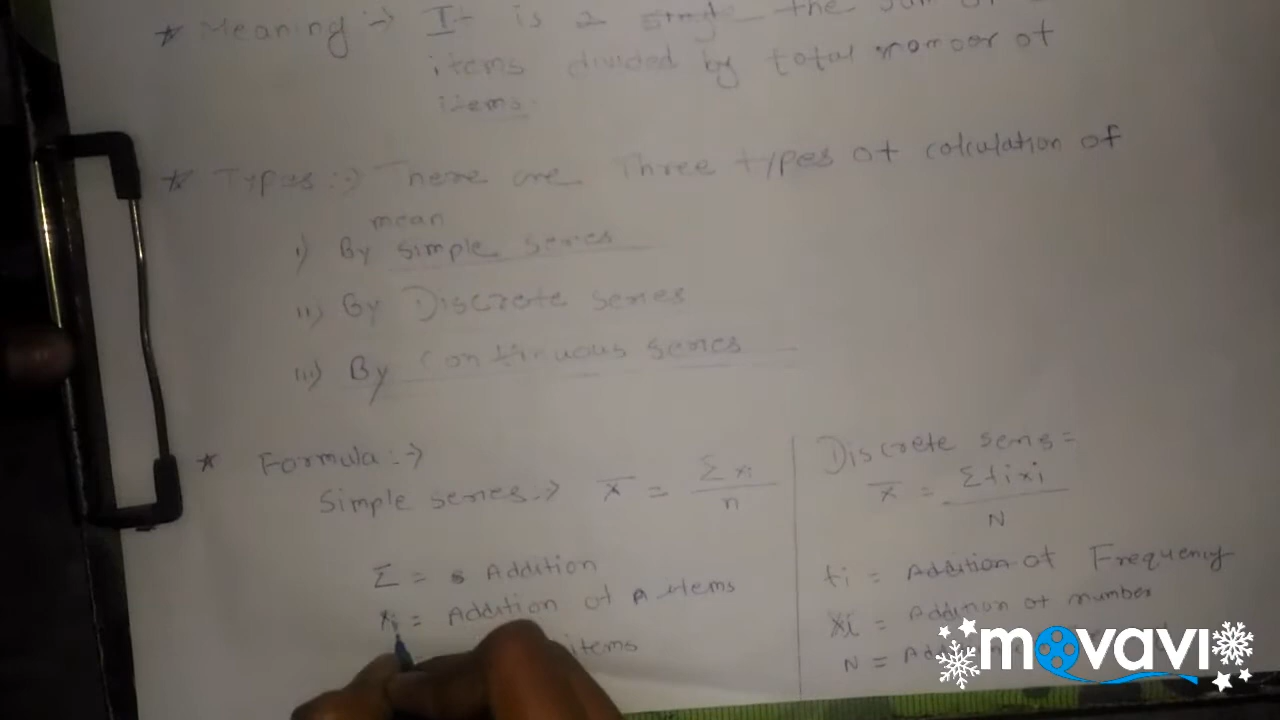 * Meaning :-> It is a the sum of
items divided by total number of
items.
* Types :-> There are Three types of calculation of
mean
i) By simple series
ii) By Discrete series
iii) By Continuous series
* Formula :->
Simple series :-> x̄ = Σxi / n
Σ = Addition
xi = Addition of items
items
Discrete seris =
x̄ = Σfixi / N
fi = Addition of Frequency
xi = Addition of number
N =
movavi